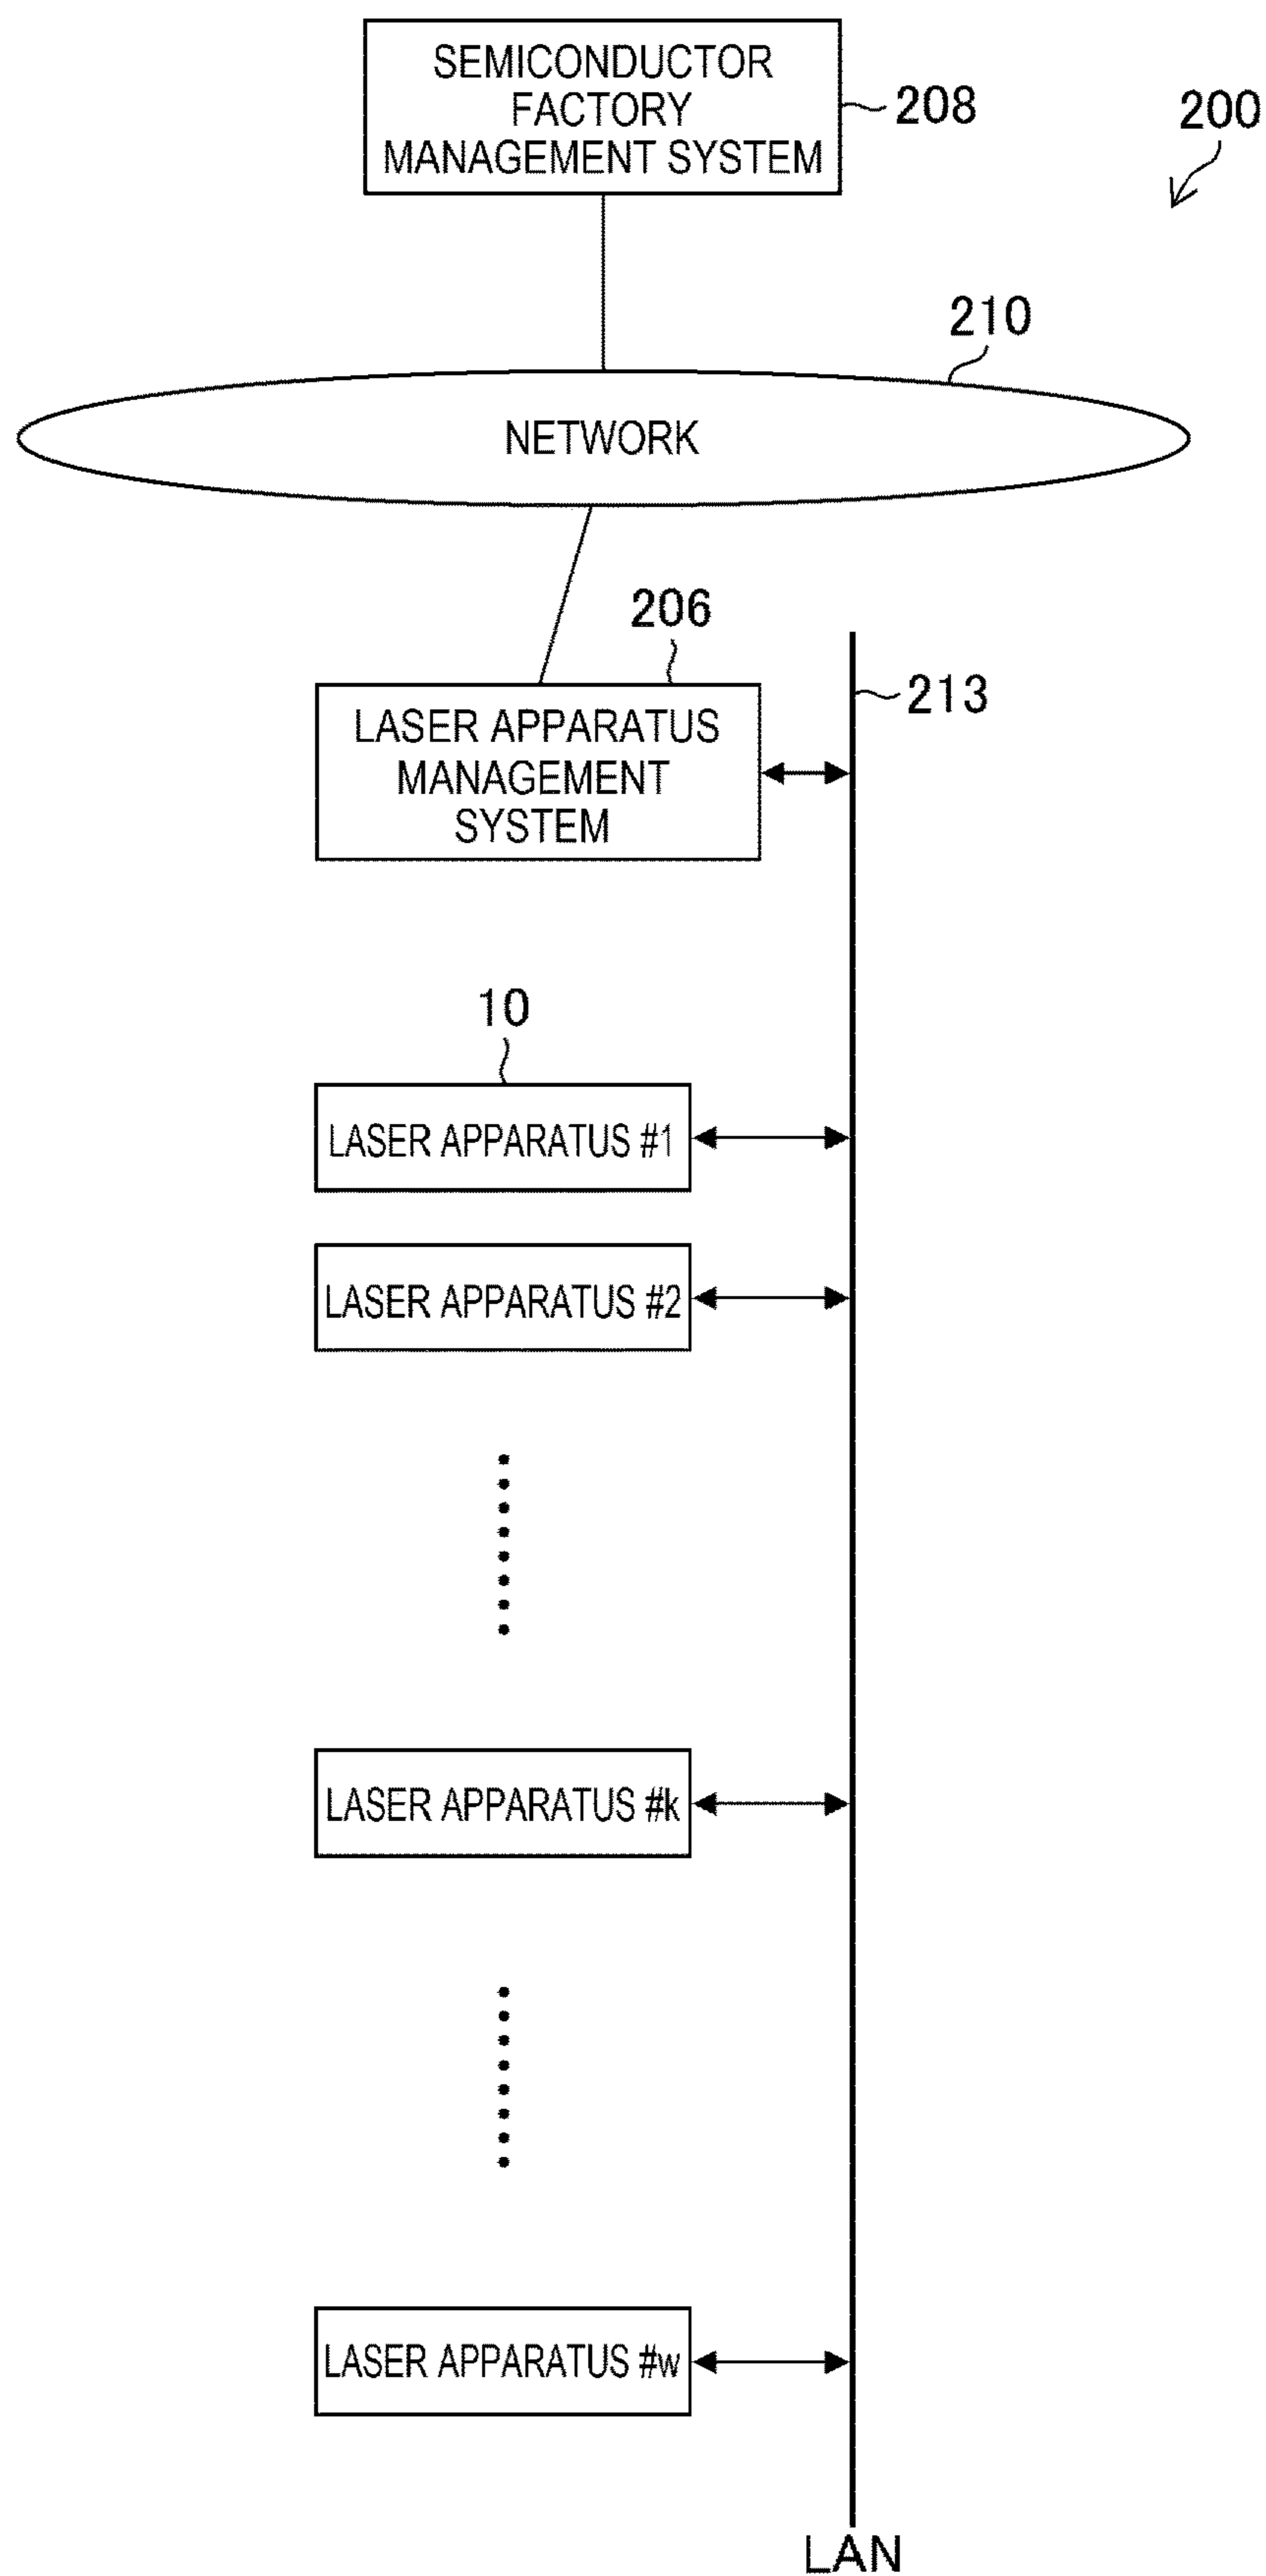 SEMICONDUCTOR
FACTORY
MANAGEMENT SYSTEM
208
200
210
NETWORK
206
213
LASER APPARATUS
MANAGEMENT
SYSTEM
10
LASER APPARATUS #1
LASER APPARATUS #2
LASER APPARATUS #k
LASER APPARATUS #w
LAN